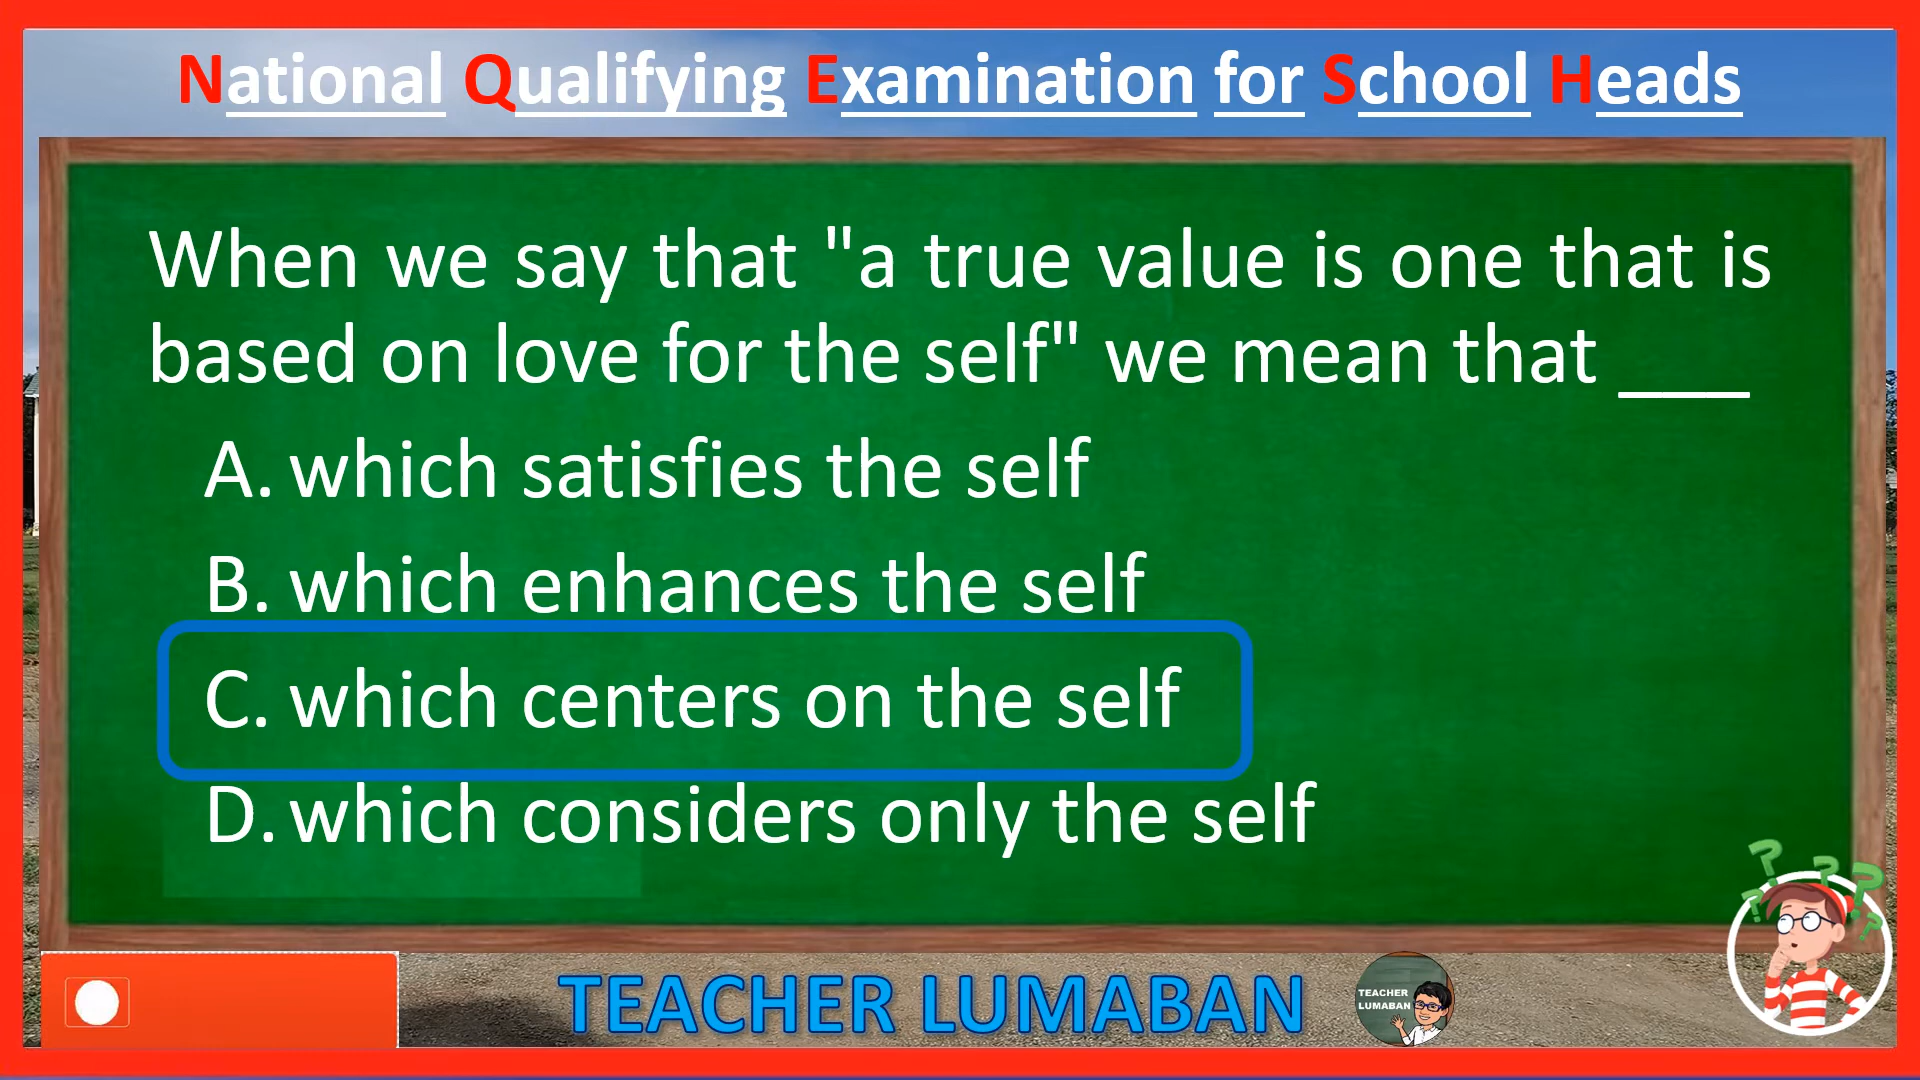 National Qualifying Examination for School Heads
When we say that "a true value is one that is
based on love for the self" we mean that ____
A. which satisfies the self
B. which enhances the self
C. which centers on the self
D. which considers only the self
TEACHER LUMABAN
TEACHER
LUMABAN